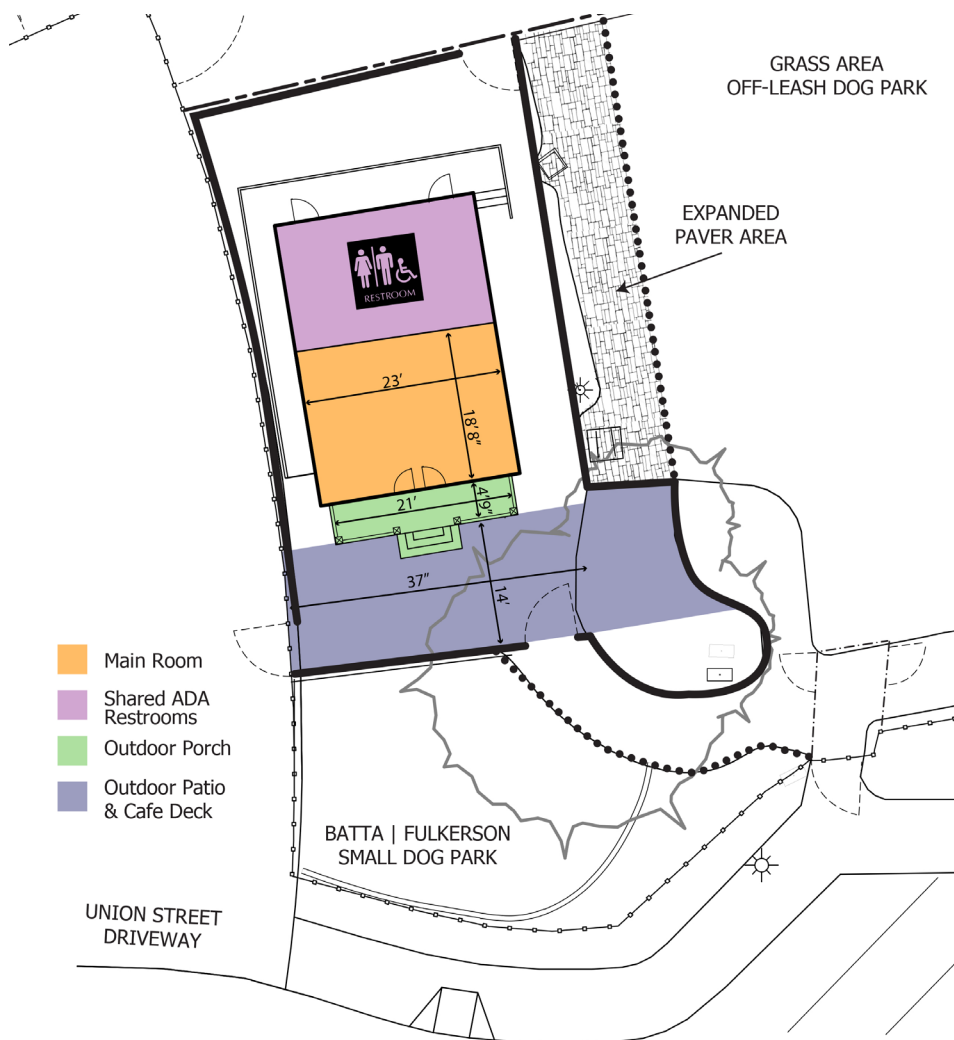 GRASS AREA
OFF-LEASH DOG PARK
EXPANDED
PAVER AREA
RESTROOM
23'
18'8"
21'
4'9"
37"
14'
Main Room
Shared ADA
Restrooms
Outdoor Porch
Outdoor Patio
& Cafe Deck
BATTA | FULKERSON
SMALL DOG PARK
UNION STREET
DRIVEWAY